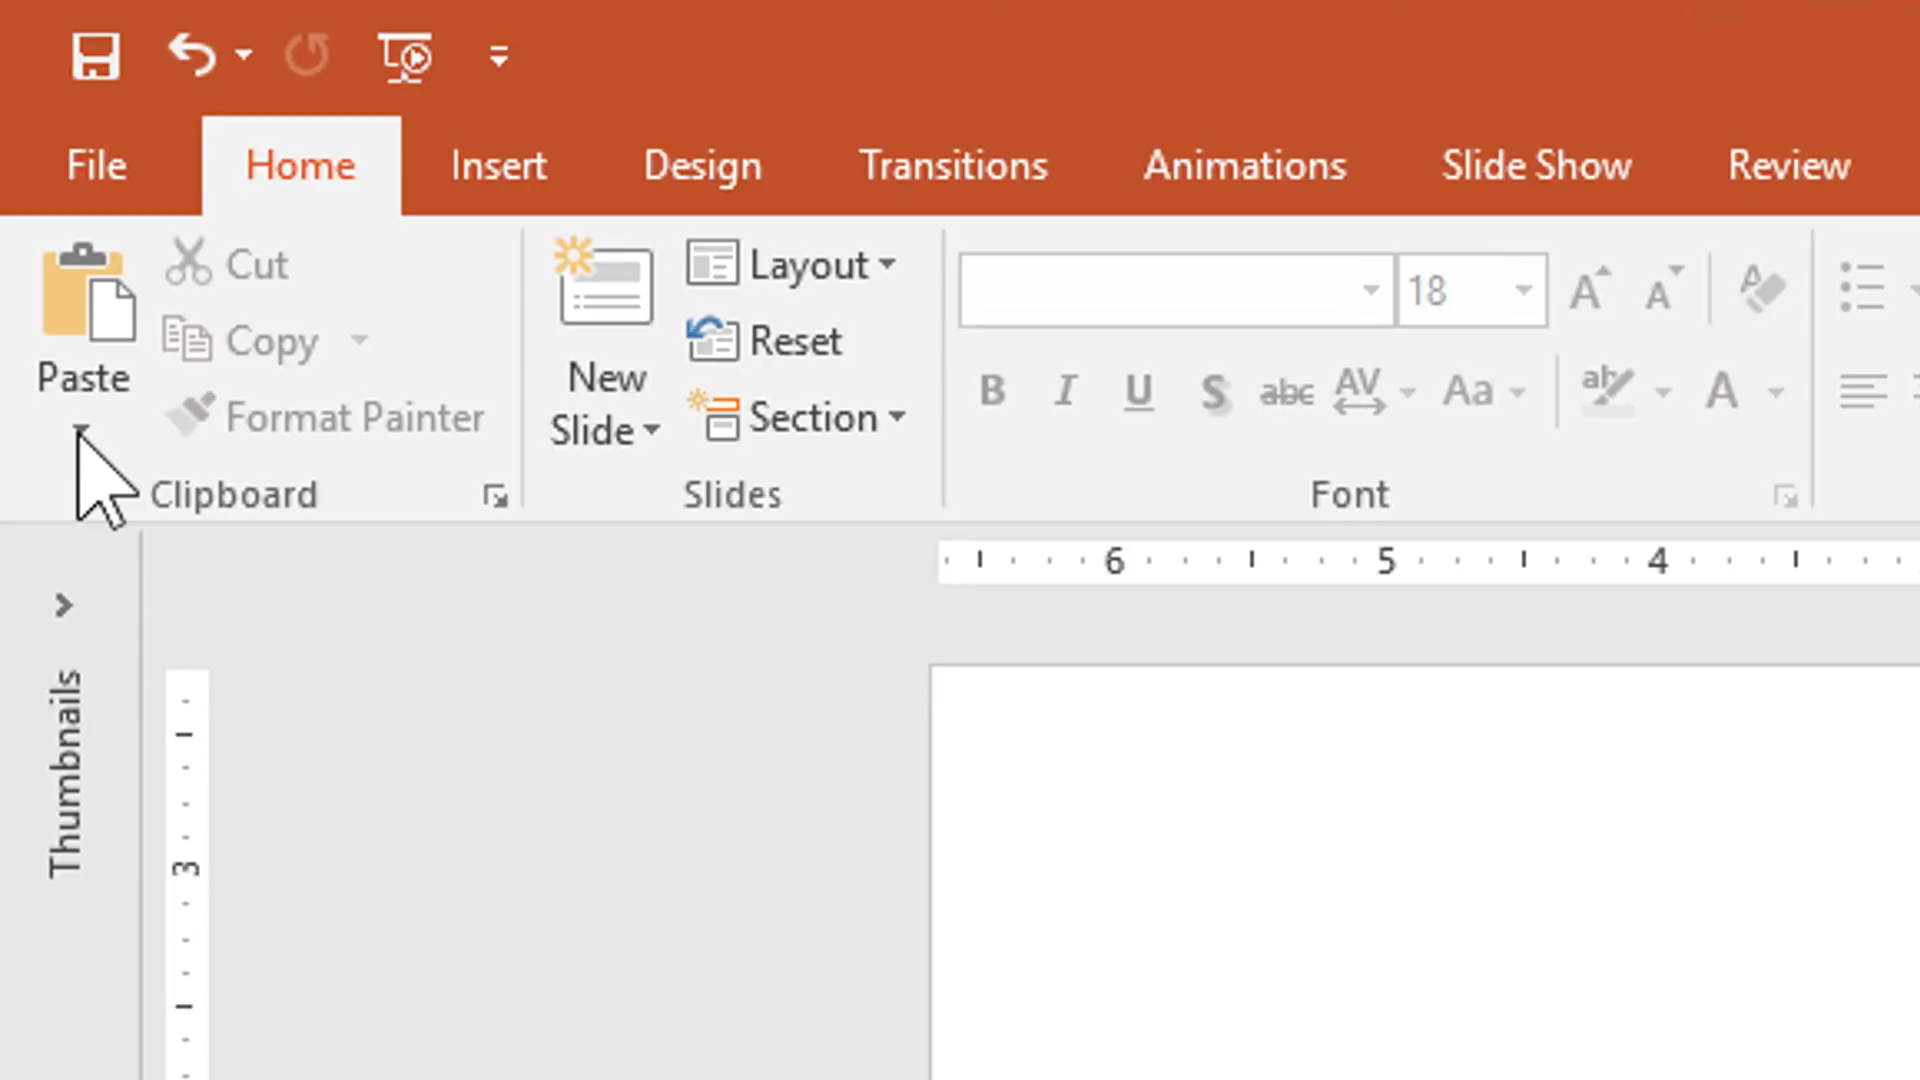 File Home Insert Design Transitions Animations Slide Show Review
Paste
Cut
Copy
Format Painter
Clipboard
New
Slide
Layout
Reset
Section
Slides
18
A A A
B I U S abc AV Aa ab A
Font
6 5 4
Thumbnails
3